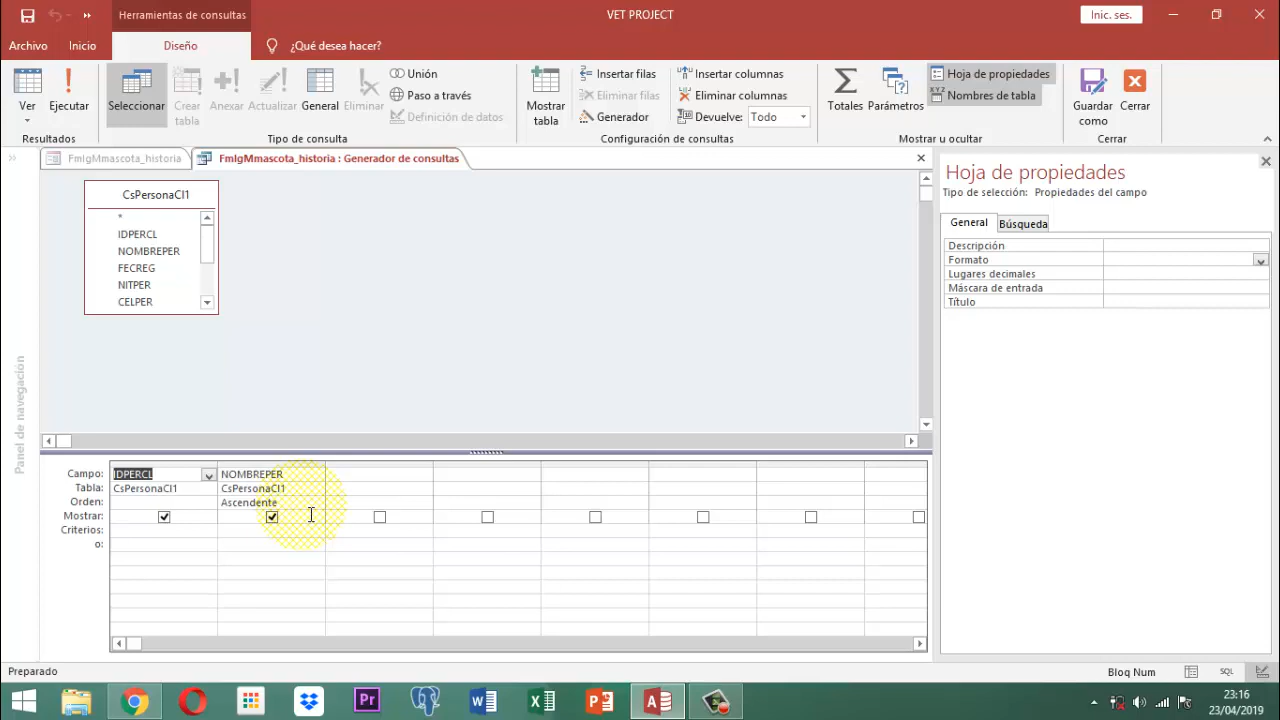 Herramientas de consultas
VET PROJECT
Inic. ses.
Archivo
Inicio
Diseño
¿Qué desea hacer?
Ver
Ejecutar
Resultados
Seleccionar
Crear
tabla
Anexar
Actualizar
General
Eliminar
Unión
Paso a través
Definición de datos
Tipo de consulta
Mostrar
tabla
Insertar filas
Eliminar filas
Generador
Insertar columnas
Eliminar columnas
Devuelve: Todo
Configuración de consultas
Totales
Parámetros
Hoja de propiedades
XYZ Nombres de tabla
Mostrar u ocultar
Guardar
como
Cerrar
Cerrar
FmIgMmascota_historia
FmIgMmascota_historia : Generador de consultas
Panel de navegación
CsPersonaCl1
*
IDPERCL
NOMBREPER
FECREG
NITPER
CELPER
Hoja de propiedades
Tipo de selección: Propiedades del campo
General
Búsqueda
Descripción
Formato
Lugares decimales
Máscara de entrada
Título
Campo: IDPERCL NOMBREPER
Tabla: CsPersonaCl1 CsPersonaCl1
Orden: Ascendente
Mostrar:
Criterios:
o:
Preparado
Bloq Num
SQL
Pr
23:16
23/04/2019